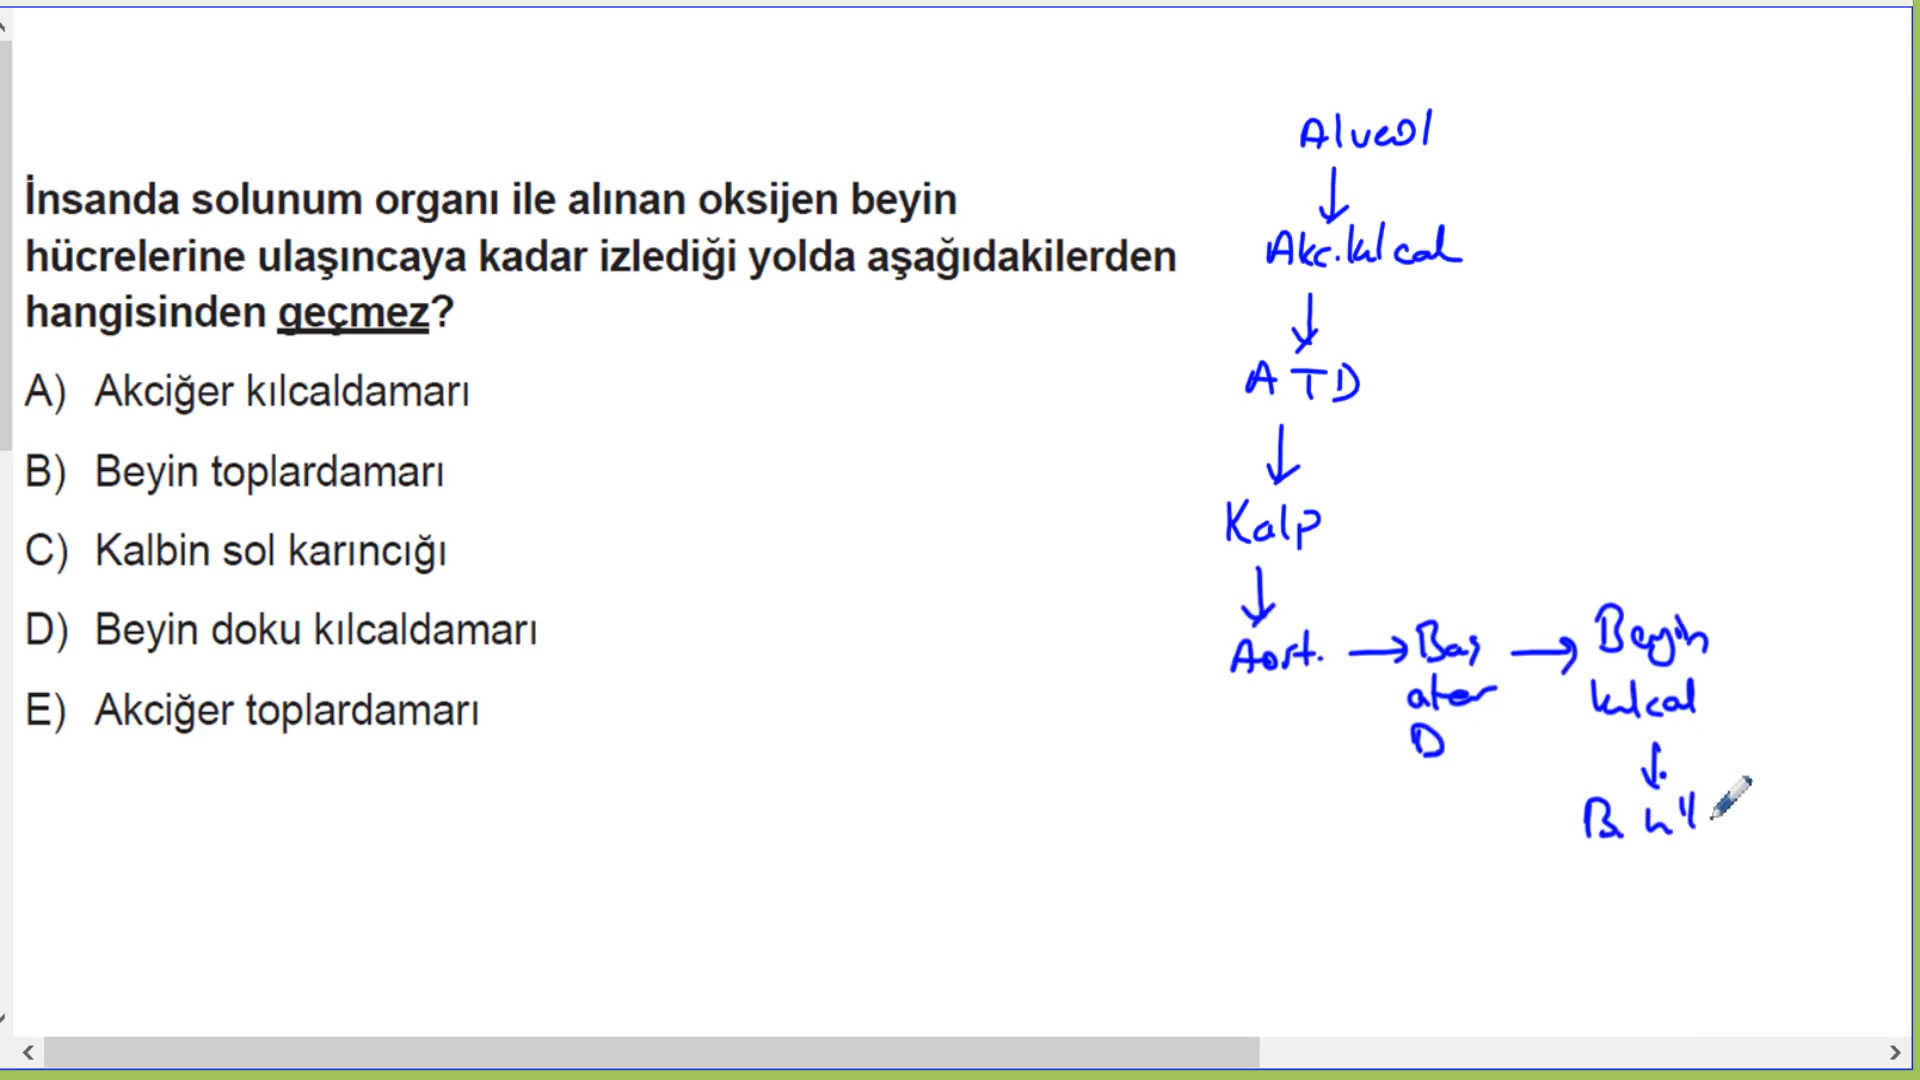 İnsanda solunum organı ile alınan oksijen beyin
hücrelerine ulaşıncaya kadar izlediği yolda aşağıdakilerden
hangisinden geçmez?
A) Akciğer kılcaldamarı
B) Beyin toplardamarı
C) Kalbin sol karıncığı
D) Beyin doku kılcaldamarı
E) Akciğer toplardamarı
Alveol
Akc. kılcal
ATD
Kalp
Aort. → Baş → Beyin
ater kılcal
D
B. hü